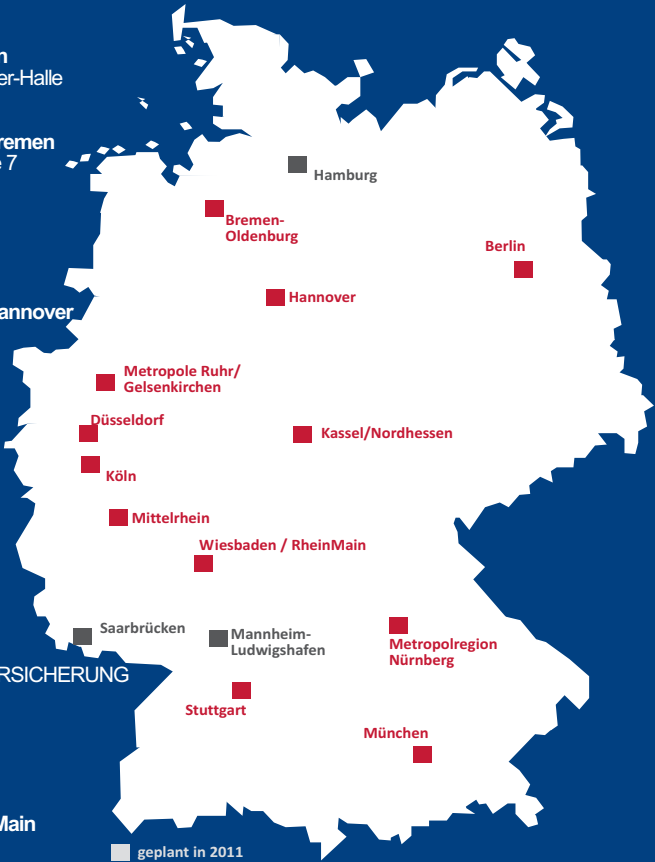 er-Halle
remen
7
Hamburg
Bremen-
Oldenburg
Berlin
Hannover
annover
Metropole Ruhr/
Gelsenkirchen
Düsseldorf
Kassel/Nordhessen
Köln
Mittelrhein
Wiesbaden / RheinMain
Saarbrücken
Mannheim-
Ludwigshafen
Metropolregion
Nürnberg
RSICHERUNG
Stuttgart
München
Main
geplant in 2011